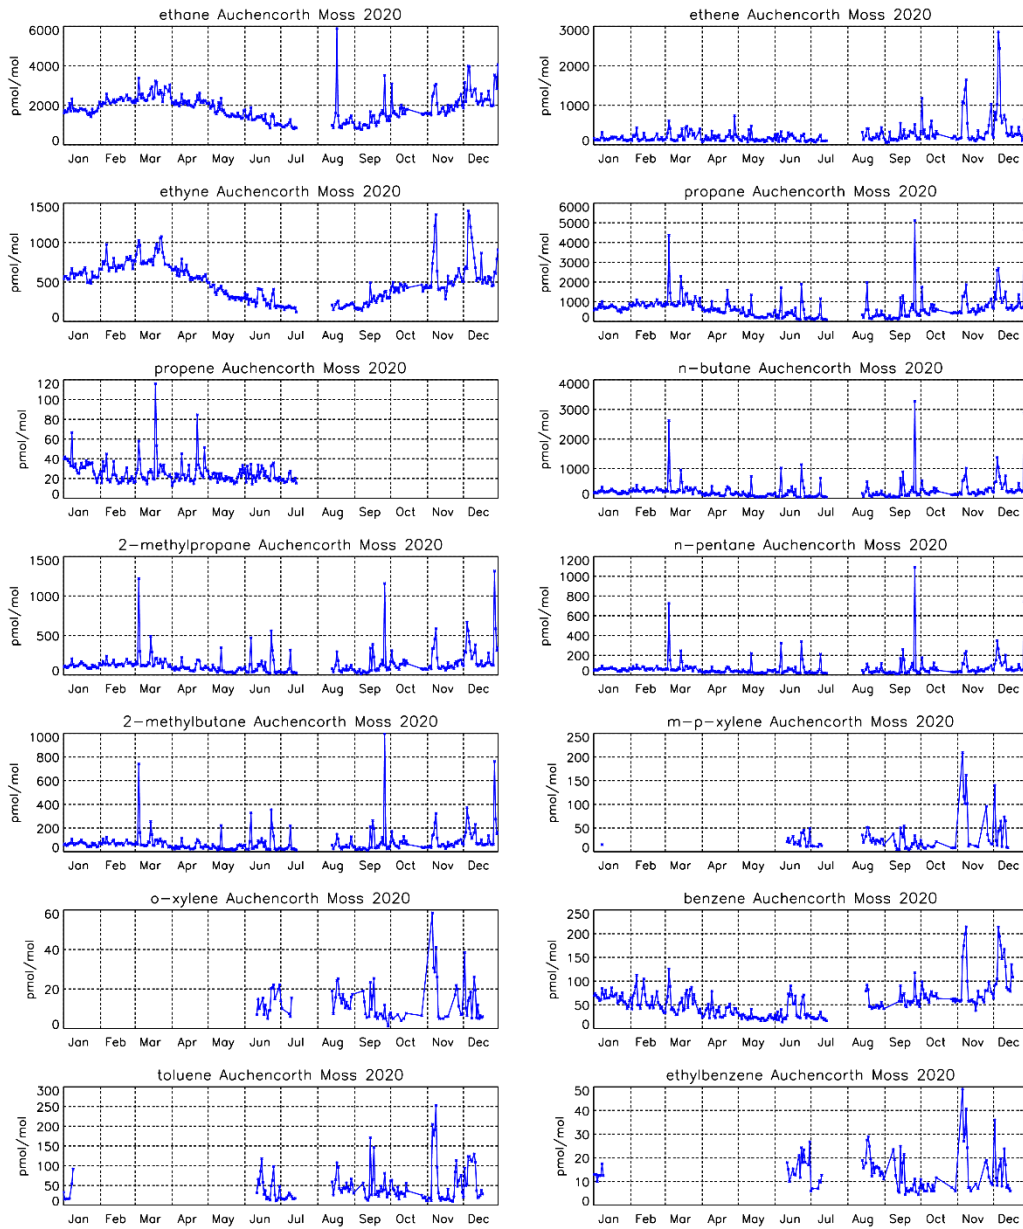 ethane Auchencorth Moss 2020
pmol/mol
6000
4000
2000
0
Jan Feb Mar Apr May Jun Jul Aug Sep Oct Nov Dec
ethene Auchencorth Moss 2020
pmol/mol
3000
2000
1000
0
Jan Feb Mar Apr May Jun Jul Aug Sep Oct Nov Dec
ethyne Auchencorth Moss 2020
pmol/mol
1500
1000
500
0
Jan Feb Mar Apr May Jun Jul Aug Sep Oct Nov Dec
propane Auchencorth Moss 2020
pmol/mol
6000
5000
4000
3000
2000
1000
0
Jan Feb Mar Apr May Jun Jul Aug Sep Oct Nov Dec
propene Auchencorth Moss 2020
pmol/mol
120
100
80
60
40
20
0
Jan Feb Mar Apr May Jun Jul Aug Sep Oct Nov Dec
n-butane Auchencorth Moss 2020
pmol/mol
4000
3000
2000
1000
0
Jan Feb Mar Apr May Jun Jul Aug Sep Oct Nov Dec
2-methylpropane Auchencorth Moss 2020
pmol/mol
1500
1000
500
0
Jan Feb Mar Apr May Jun Jul Aug Sep Oct Nov Dec
n-pentane Auchencorth Moss 2020
pmol/mol
1200
1000
800
600
400
200
0
Jan Feb Mar Apr May Jun Jul Aug Sep Oct Nov Dec
2-methylbutane Auchencorth Moss 2020
pmol/mol
1000
800
600
400
200
0
Jan Feb Mar Apr May Jun Jul Aug Sep Oct Nov Dec
m-p-xylene Auchencorth Moss 2020
pmol/mol
250
200
150
100
50
0
Jan Feb Mar Apr May Jun Jul Aug Sep Oct Nov Dec
o-xylene Auchencorth Moss 2020
pmol/mol
60
40
20
0
Jan Feb Mar Apr May Jun Jul Aug Sep Oct Nov Dec
benzene Auchencorth Moss 2020
pmol/mol
250
200
150
100
50
0
Jan Feb Mar Apr May Jun Jul Aug Sep Oct Nov Dec
toluene Auchencorth Moss 2020
pmol/mol
300
250
200
150
100
50
0
Jan Feb Mar Apr May Jun Jul Aug Sep Oct Nov Dec
ethylbenzene Auchencorth Moss 2020
pmol/mol
50
40
30
20
10
0
Jan Feb Mar Apr May Jun Jul Aug Sep Oct Nov Dec